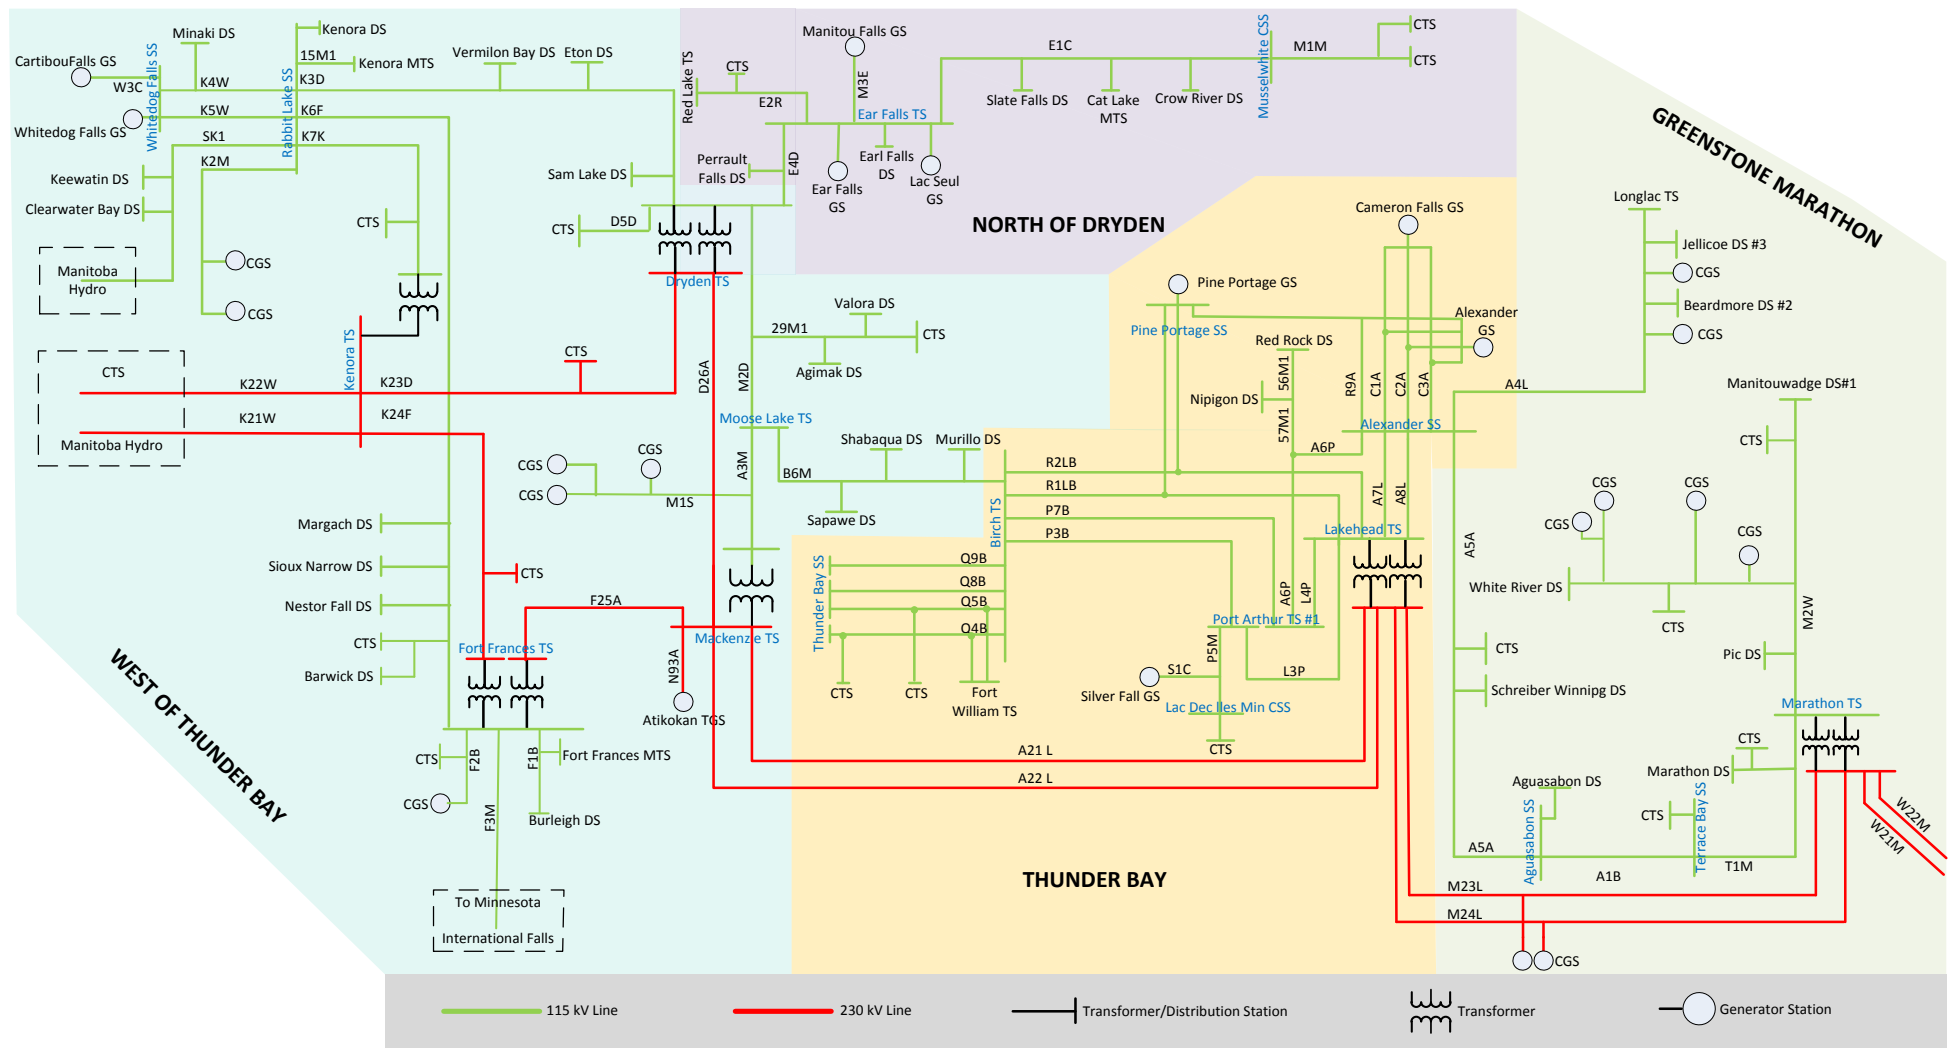 Minaki DS
Kenora DS
15M1
Kenora MTS
CartibouFalls GS
W3C
Whitedog Falls SS
K4W
K3D
K5W
K6F
Whitedog Falls GS
SK1
K7K
Rabbit Lake SS
K2M
Keewatin DS
Clearwater Bay DS
Manitoba
Hydro
CGS
CGS
CTS
Vermilon Bay DS
Eton DS
Sam Lake DS
CTS
D5D
Dryden TS
Kenora TS
CTS
Manitoba Hydro
K22W
K23D
K21W
K24F
CTS
D26A
M2D
29M1
Valora DS
CTS
Agimak DS
Moose Lake TS
A3M
CGS
CGS
CGS
M1S
B6M
Shabaqua DS
Murillo DS
Sapawe DS
Margach DS
Sioux Narrow DS
Nestor Fall DS
CTS
Barwick DS
CTS
F25A
Fort Frances TS
Mackenzie TS
N93A
Atikokan TGS
CTS
F2B
F1B
Fort Frances MTS
CGS
F3M
Burleigh DS
To Minnesota
International Falls
WEST OF THUNDER BAY
Red Lake TS
CTS
E2R
Manitou Falls GS
M3E
Ear Falls TS
Perrault
Falls DS
E4D
Ear Falls
GS
Earl Falls
DS
Lac Seul
GS
E1C
Slate Falls DS
Cat Lake
MTS
Crow River DS
Musselwhite CSS
M1M
CTS
CTS
NORTH OF DRYDEN
Cameron Falls GS
Pine Portage GS
Pine Portage SS
Alexander
GS
Red Rock DS
56M1
Nipigon DS
57M1
R9A
C1A
C2A
C3A
Alexander SS
A6P
R2LB
R1LB
P7B
P3B
Birch TS
A7L
A8L
Lakehead TS
Thunder Bay SS
Q9B
Q8B
Q5B
Q4B
CTS
CTS
Fort
William TS
A6P
L4P
Port Arthur TS #1
P5M
S1C
Silver Fall GS
L3P
Lac Dec Iles Min CSS
CTS
A21 L
A22 L
THUNDER BAY
GREENSTONE MARATHON
Longlac TS
Jellicoe DS #3
CGS
Beardmore DS #2
CGS
A4L
Manitouwadge DS#1
CTS
CGS
CGS
CGS
CGS
A5A
White River DS
CTS
M2W
CTS
Pic DS
Schreiber Winnipg DS
Marathon TS
CTS
Marathon DS
Aguasabon DS
Aguasabon SS
CTS
Terrace Bay SS
W22M
W21M
A5A
A1B
T1M
M23L
M24L
CGS
115 kV Line
230 kV Line
Transformer/Distribution Station
Transformer
Generator Station